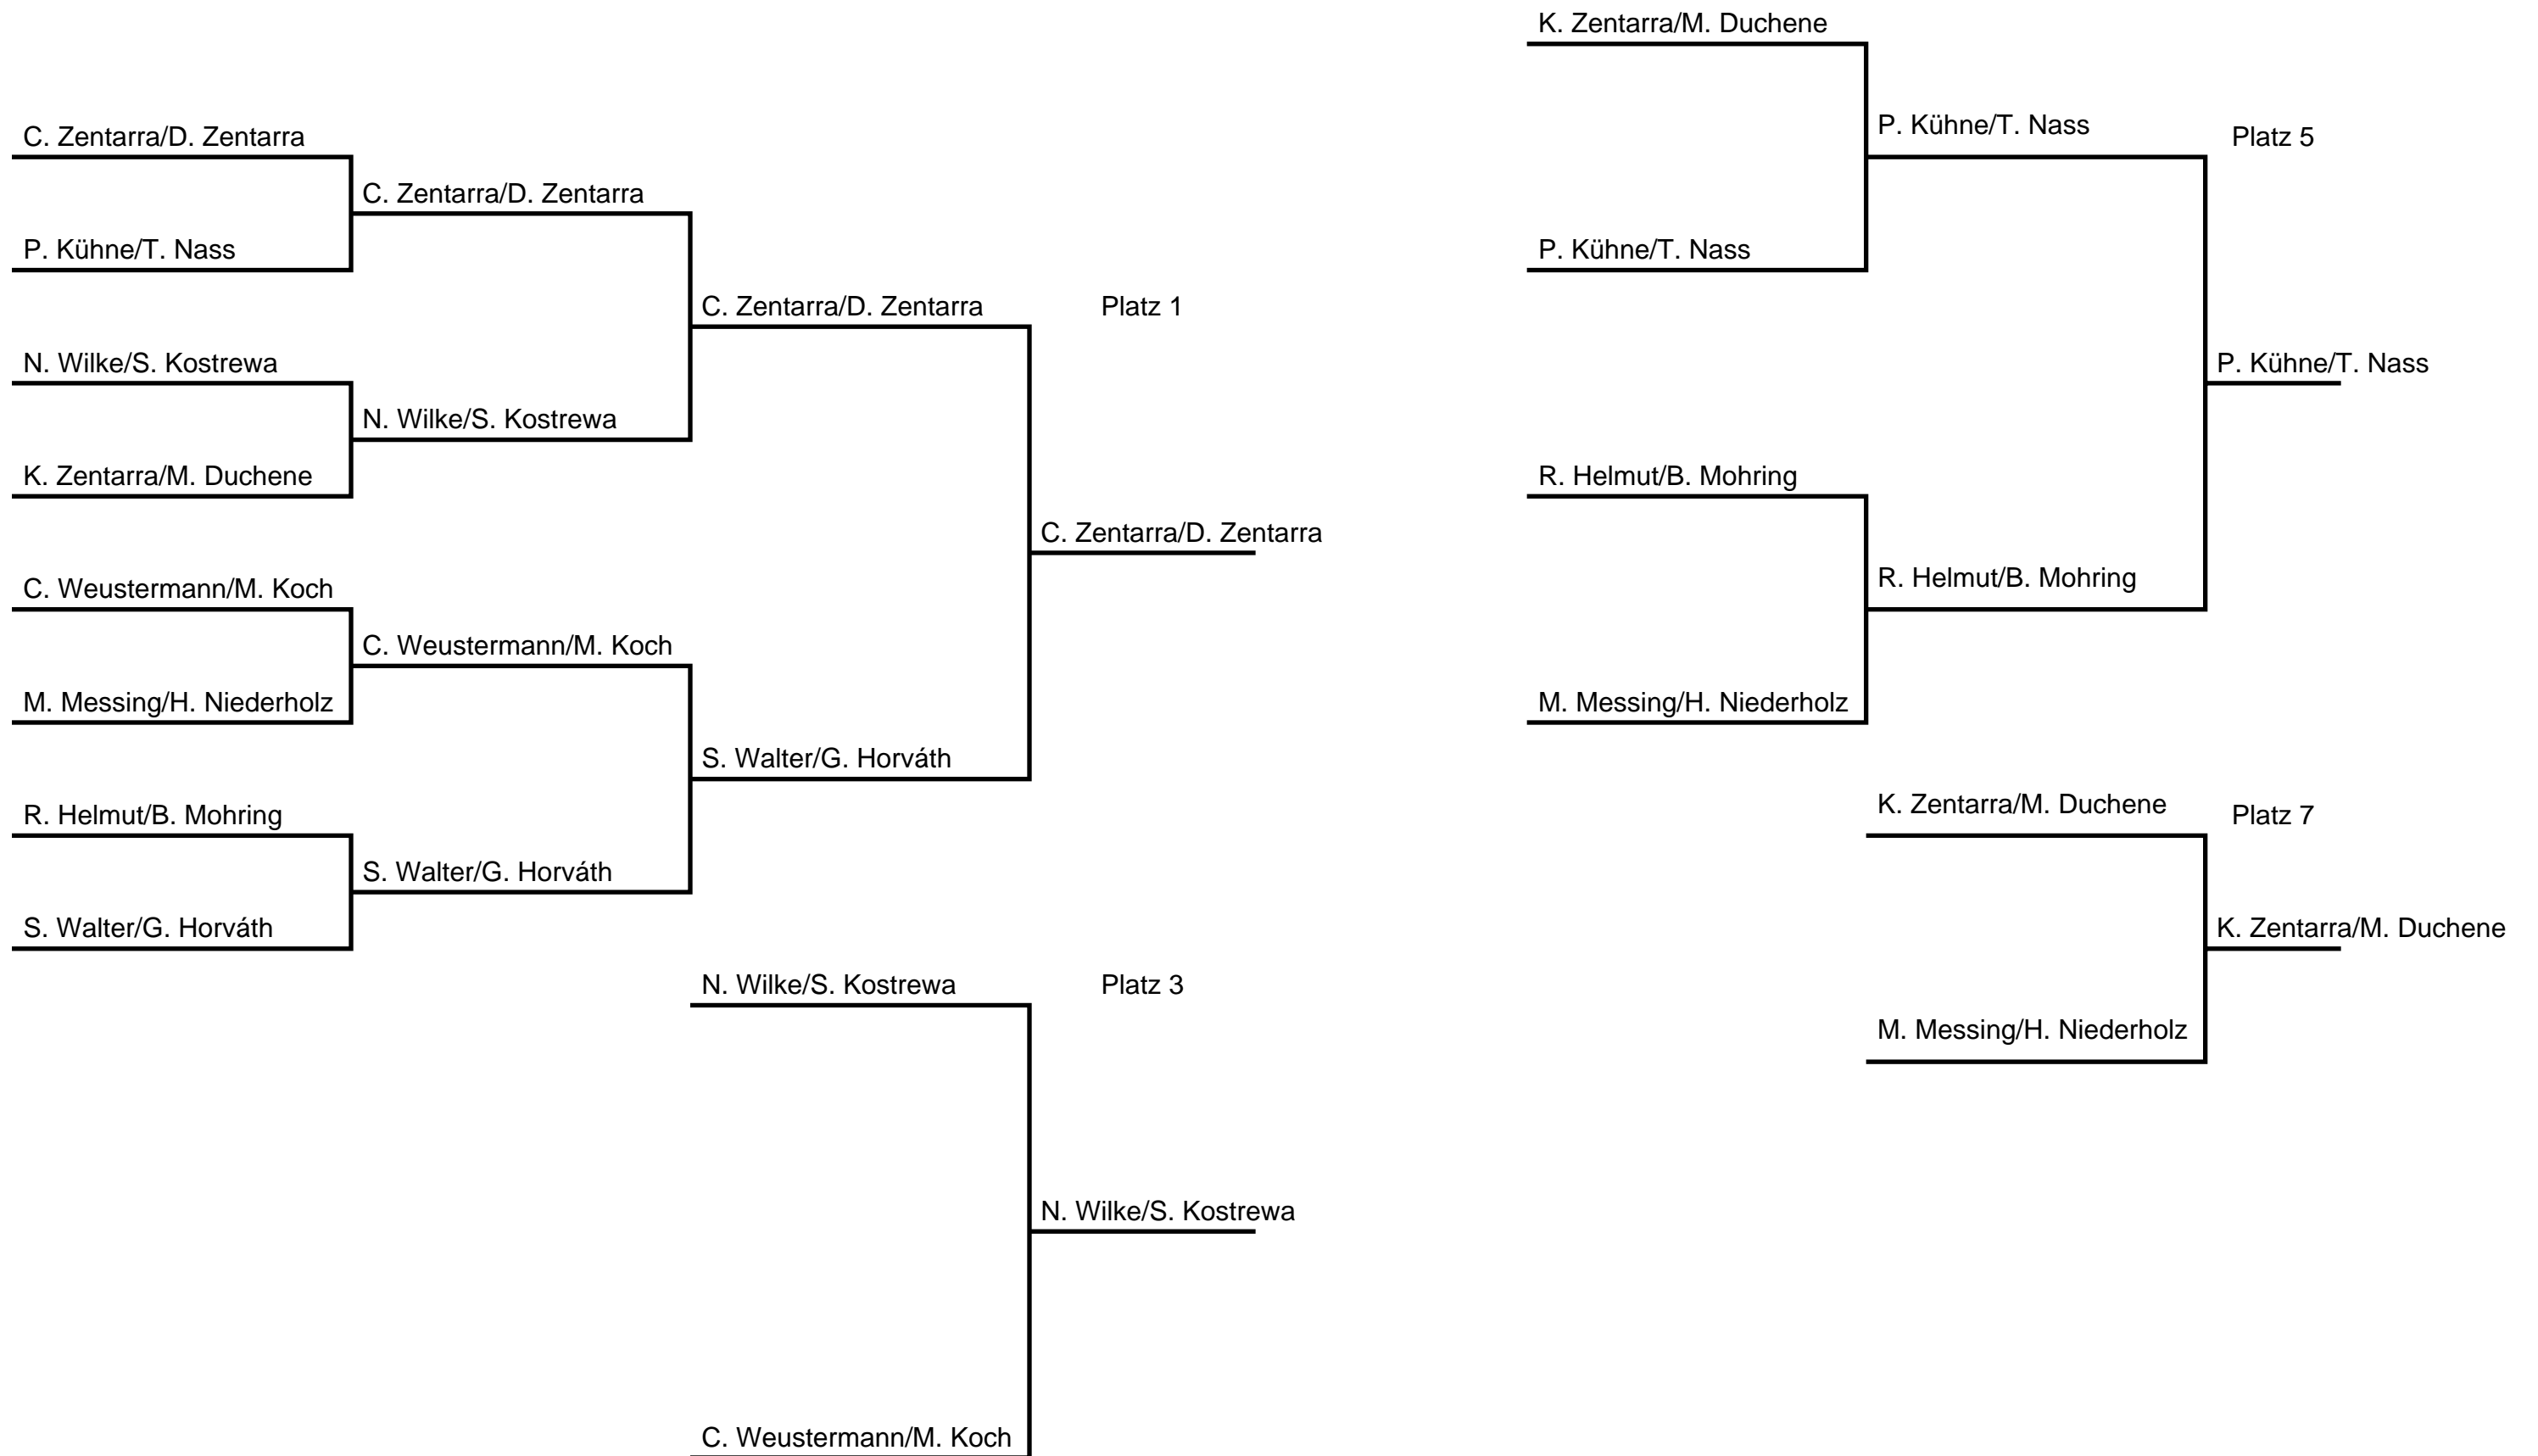 C. Zentarra/D. Zentarra
P. Kühne/T. Nass
N. Wilke/S. Kostrewa
K. Zentarra/M. Duchene
C. Weustermann/M. Koch
M. Messing/H. Niederholz
R. Helmut/B. Mohring
S. Walter/G. Horváth
C. Zentarra/D. Zentarra
N. Wilke/S. Kostrewa
C. Weustermann/M. Koch
S. Walter/G. Horváth
C. Zentarra/D. Zentarra
S. Walter/G. Horváth
Platz 1
C. Zentarra/D. Zentarra
N. Wilke/S. Kostrewa
C. Weustermann/M. Koch
Platz 3
N. Wilke/S. Kostrewa
K. Zentarra/M. Duchene
P. Kühne/T. Nass
R. Helmut/B. Mohring
M. Messing/H. Niederholz
P. Kühne/T. Nass
R. Helmut/B. Mohring
Platz 5
P. Kühne/T. Nass
K. Zentarra/M. Duchene
M. Messing/H. Niederholz
Platz 7
K. Zentarra/M. Duchene